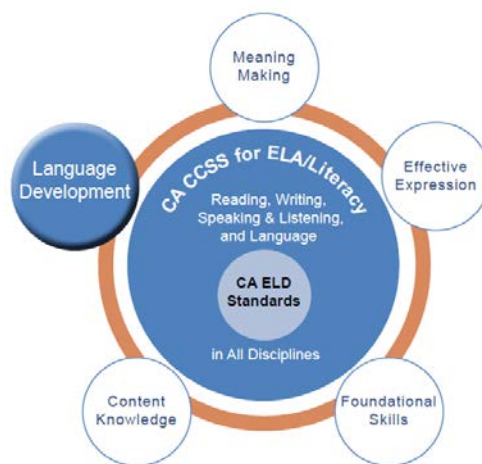 Meaning
Making
Language
Development
Effective
Expression
CA CCSS for ELA/Literacy
Reading, Writing,
Speaking & Listening,
and Language
CA ELD
Standards
in All Disciplines
Content
Knowledge
Foundational
Skills